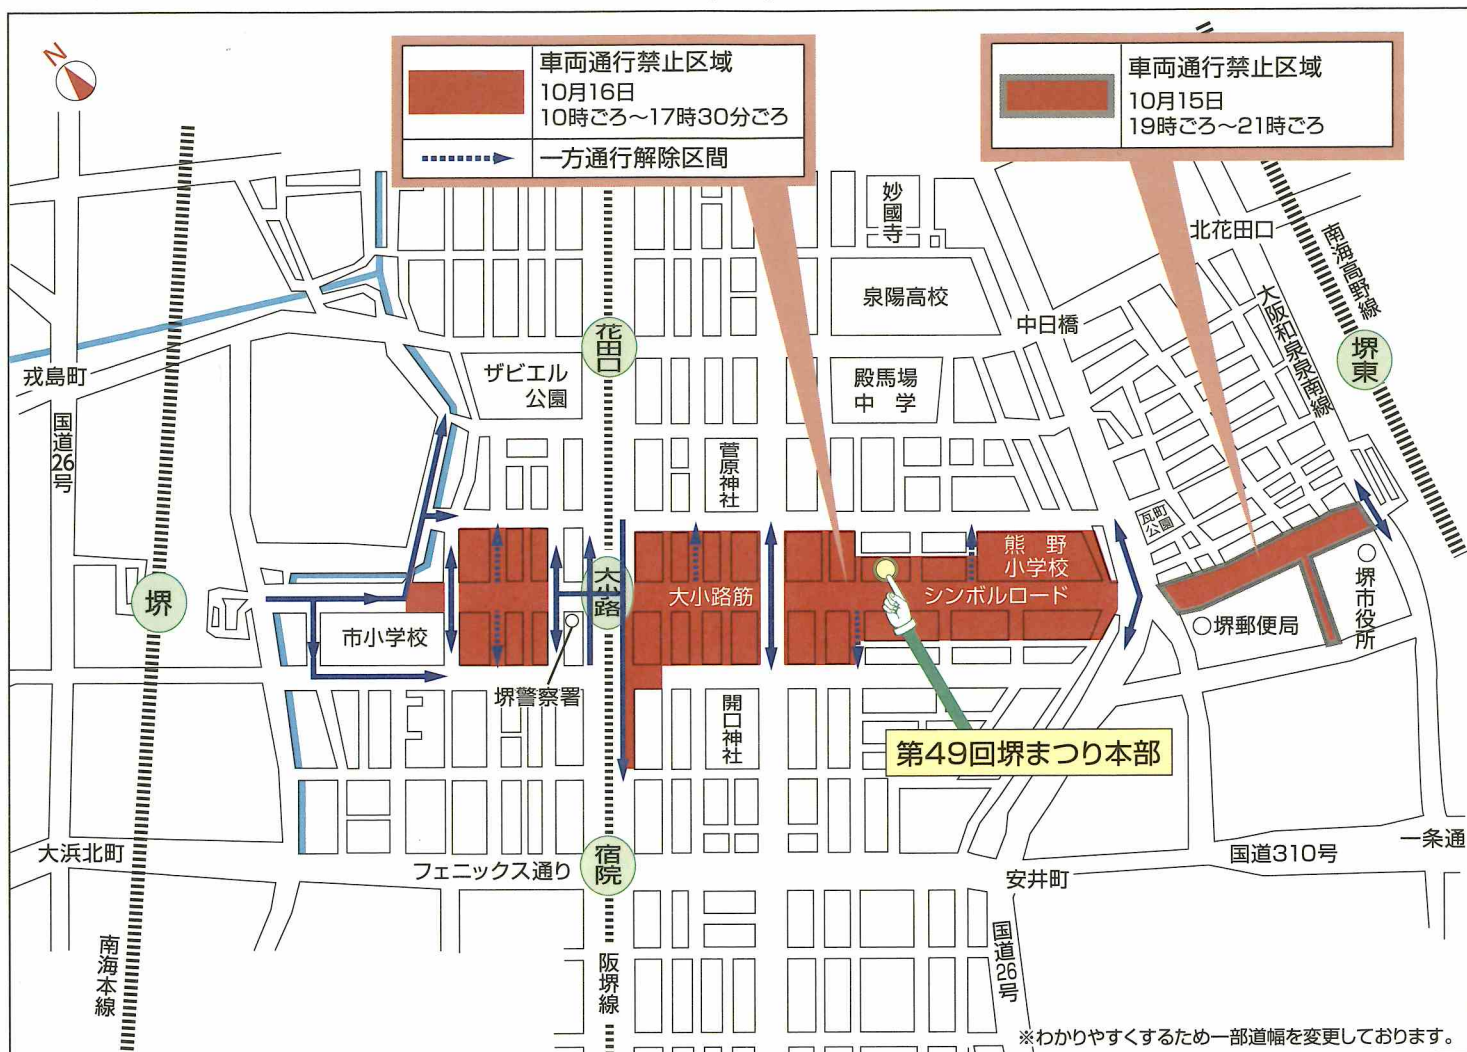 N
車両通行禁止区域
10月16日
10時ごろ～17時30分ごろ
一方通行解除区間
車両通行禁止区域
10月15日
19時ごろ～21時ごろ
妙國寺
北花田口
南海高野線
泉陽高校
中日橋
大阪和泉泉南線
堺東
花田口
戎島町
ザビエル
公園
殿馬場
中学
国道26号
菅原神社
瓦町
公園
熊野
小学校
堺
大小路
大小路筋
シンボルロード
市小学校
堺郵便局
堺市役所
堺警察署
開口神社
第49回堺まつり本部
大浜北町
フェニックス通り
宿院
国道310号
一条通
安井町
国道26号
南海本線
阪堺線
※わかりやすくするため一部道幅を変更しております。